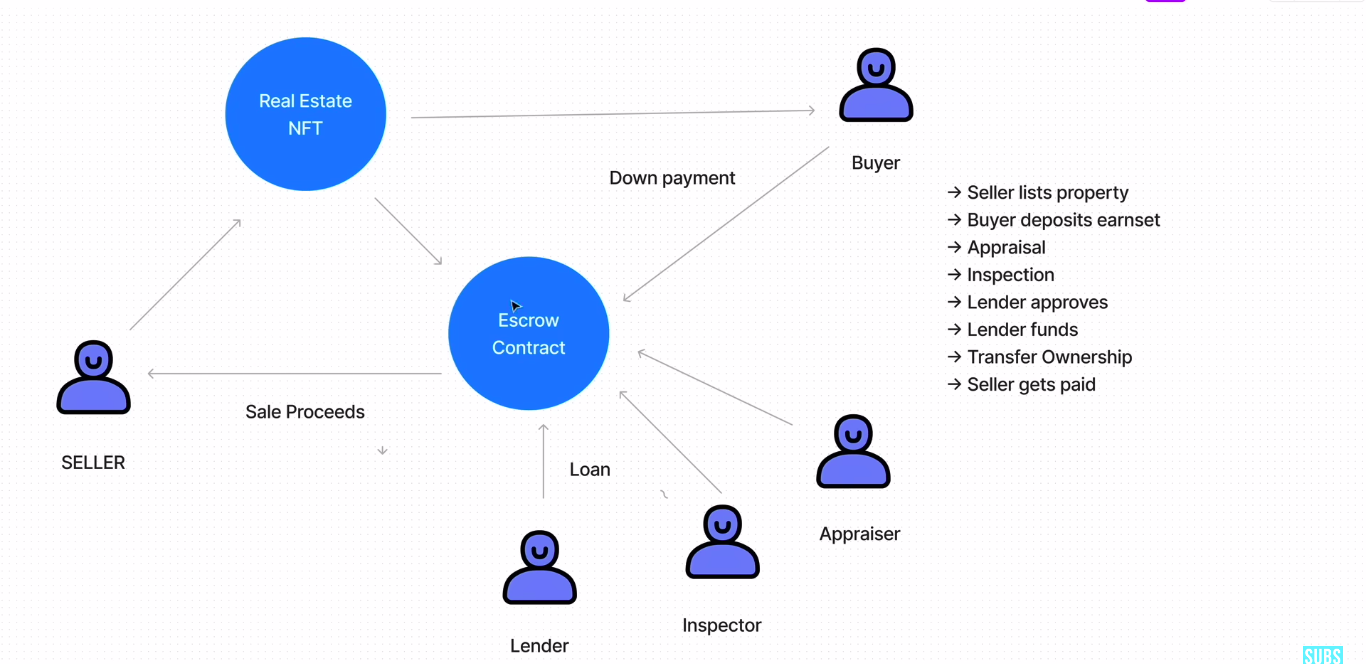 Real Estate
NFT
Buyer
Down payment
→ Seller lists property
→ Buyer deposits earnset
→ Appraisal
→ Inspection
→ Lender approves
→ Lender funds
→ Transfer Ownership
→ Seller gets paid
Escrow
Contract
Sale Proceeds
SELLER
Loan
Appraiser
Inspector
Lender
SUBS